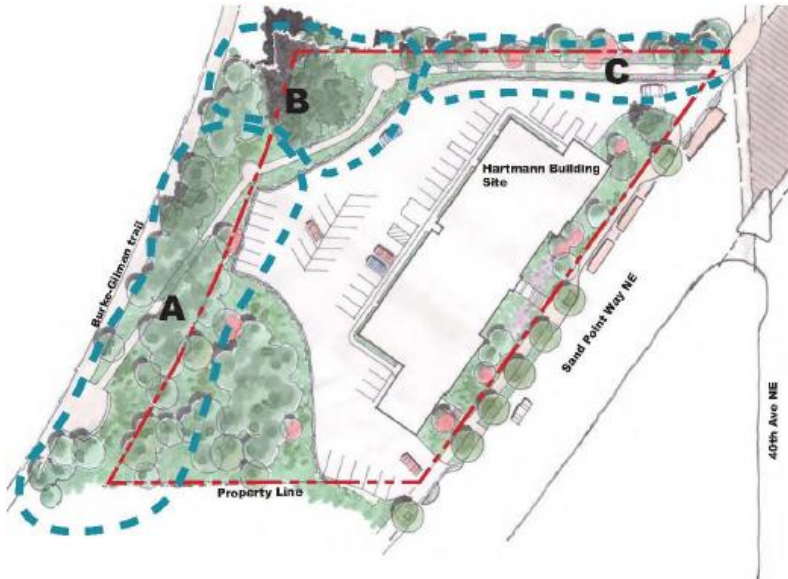 C
B
Hartmann Building
Site
Burke-Gilman trail
A
Sand Point Way NE
40th Ave NE
Property Line